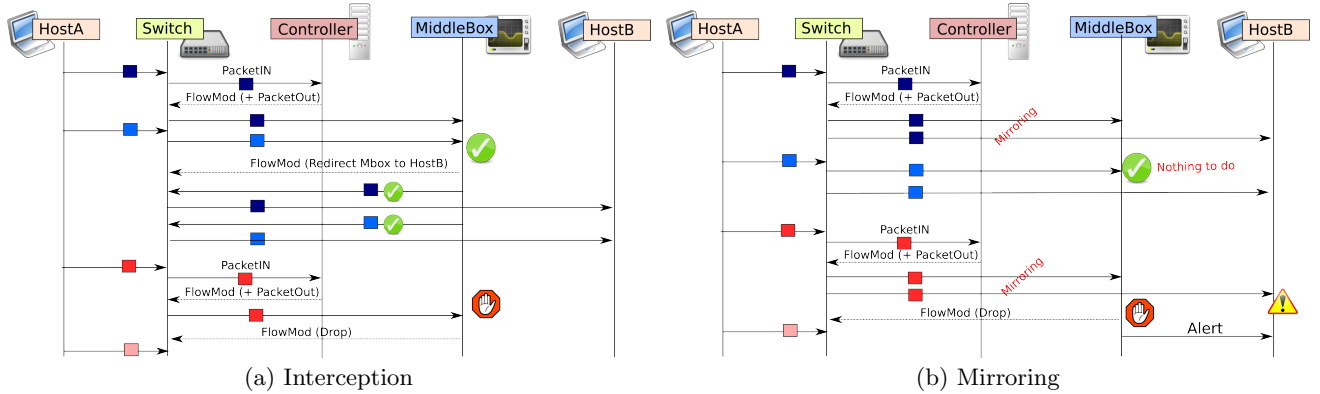 HostA
Switch
Controller
MiddleBox
HostB
PacketIN
FlowMod (+ PacketOut)
FlowMod (Redirect Mbox to HostB)
PacketIN
FlowMod (+ PacketOut)
FlowMod (Drop)
(a) Interception
HostA
Switch
Controller
MiddleBox
HostB
PacketIN
FlowMod (+ PacketOut)
Mirroring
Nothing to do
PacketIN
FlowMod (+ PacketOut)
Mirroring
FlowMod (Drop)
Alert
(b) Mirroring